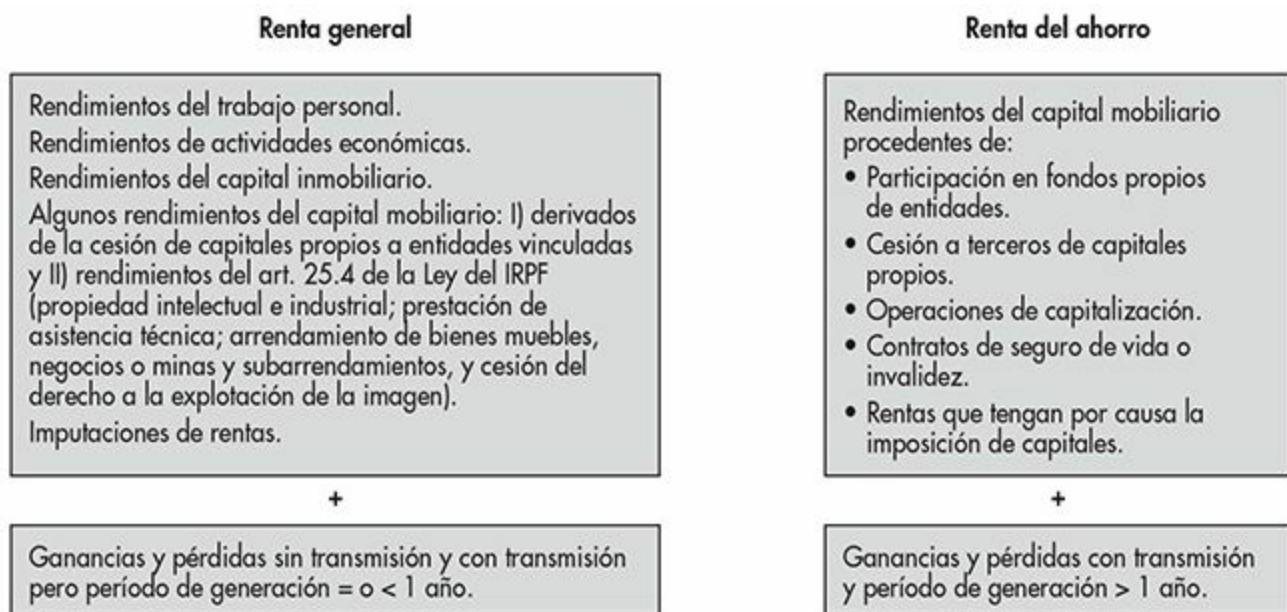 Renta general
Rendimientos del trabajo personal.
Rendimientos de actividades económicas.
Rendimientos del capital inmobiliario.
Algunos rendimientos del capital mobiliario: I) derivados
de la cesión de capitales propios a entidades vinculadas
y II) rendimientos del art. 25.4 de la Ley del IRPF
(propiedad intelectual e industrial; prestación de
asistencia técnica; arrendamiento de bienes muebles,
negocios o minas y subarrendamientos, y cesión del
derecho a la explotación de la imagen).
Imputaciones de rentas.
+
Ganancias y pérdidas sin transmisión y con transmisión
pero período de generación = o < 1 año.
Renta del ahorro
Rendimientos del capital mobiliario
procedentes de:
• Participación en fondos propios
de entidades.
• Cesión a terceros de capitales
propios.
• Operaciones de capitalización.
• Contratos de seguro de vida o
invalidez.
• Rentas que tengan por causa la
imposición de capitales.
+
Ganancias y pérdidas con transmisión
y período de generación > 1 año.